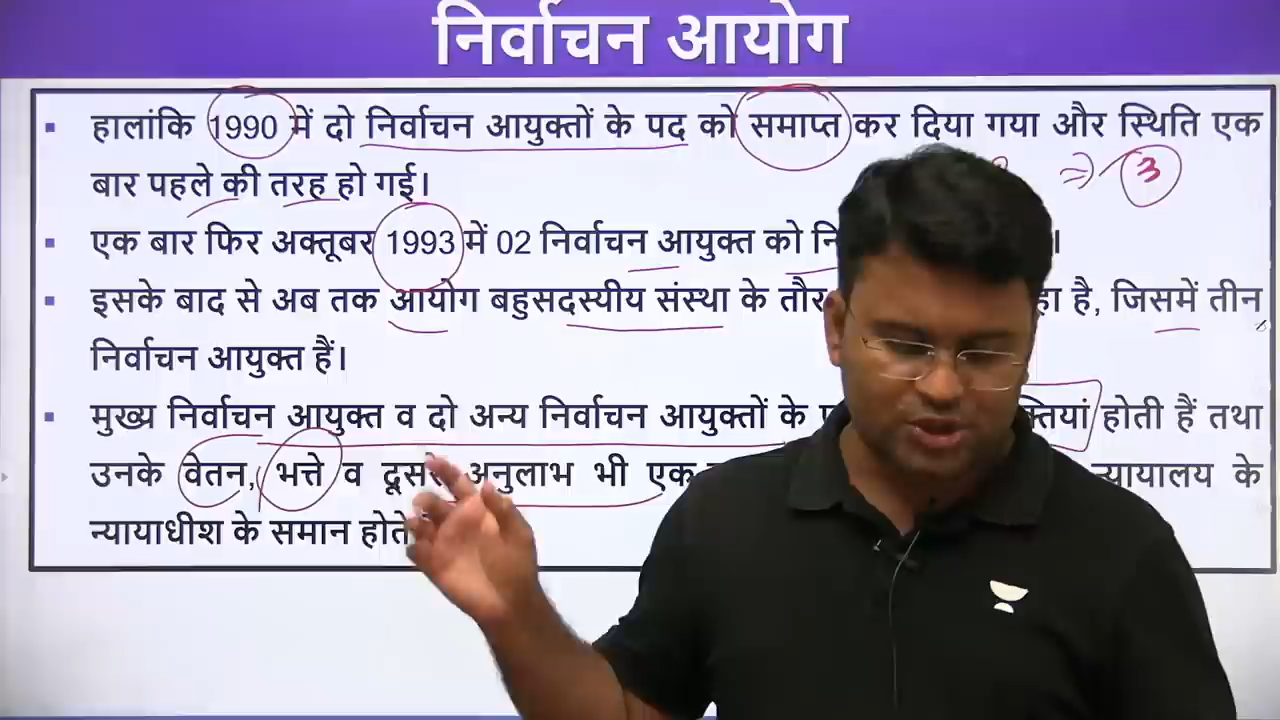 निर्वाचन आयोग
▪ हालांकि 1990 में दो निर्वाचन आयुक्तों के पद को समाप्त कर दिया गया और स्थिति एक
बार पहले की तरह हो गई।
⇒ 3
▪ एक बार फिर अक्तूबर 1993 में 02 निर्वाचन आयुक्त को
▪ इसके बाद से अब तक आयोग बहुसदस्यीय संस्था के तौर है, जिसमें तीन
निर्वाचन आयुक्त हैं।
▪ मुख्य निर्वाचन आयुक्त व दो अन्य निर्वाचन आयुक्तों के होती हैं तथा
उनके वेतन, भत्ते व दूसरे अनुलाभ भी एक न्यायालय के
न्यायाधीश के समान होते